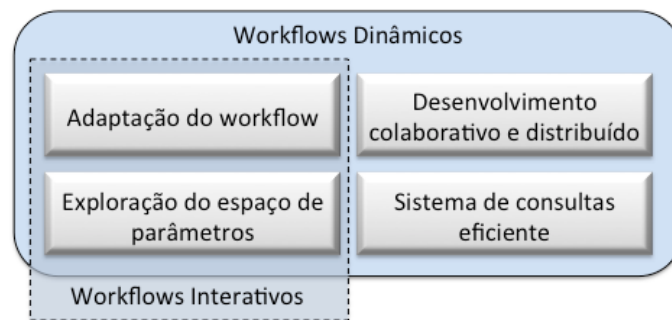 Workflows Dinâmicos
Adaptação do workflow
Desenvolvimento
colaborativo e distribuído
Exploração do espaço de
parâmetros
Sistema de consultas
eficiente
Workflows Interativos